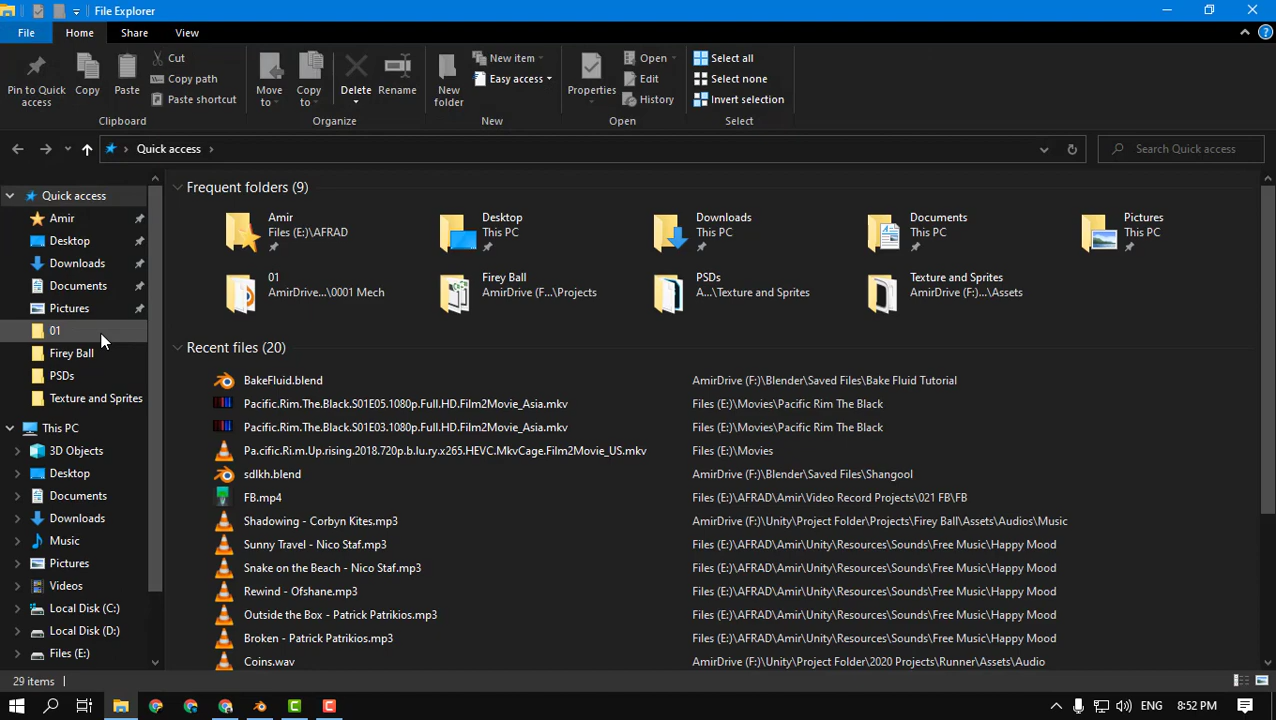 File Explorer
File Home Share View
Pin to Quick access
Copy
Paste
Cut
Copy path
Paste shortcut
Clipboard
Move to
Copy to
Delete
Rename
Organize
New folder
New item
Easy access
New
Properties
Open
Edit
History
Open
Select all
Select none
Invert selection
Select
Quick access
Search Quick access
Quick access
Amir
Desktop
Downloads
Documents
Pictures
01
Firey Ball
PSDs
Texture and Sprites
This PC
3D Objects
Desktop
Documents
Downloads
Music
Pictures
Videos
Local Disk (C:)
Local Disk (D:)
Files (E:)
Frequent folders (9)
Amir
Files (E:)\AFRAD
Desktop
This PC
Downloads
This PC
Documents
This PC
Pictures
This PC
01
AmirDrive...\0001 Mech
Firey Ball
AmirDrive (F...\Projects
PSDs
A...\Texture and Sprites
Texture and Sprites
AmirDrive (F:)...\Assets
Recent files (20)
BakeFluid.blend AmirDrive (F:)\Blender\Saved Files\Bake Fluid Tutorial
Pacific.Rim.The.Black.S01E05.1080p.Full.HD.Film2Movie_Asia.mkv Files (E:)\Movies\Pacific Rim The Black
Pacific.Rim.The.Black.S01E03.1080p.Full.HD.Film2Movie_Asia.mkv Files (E:)\Movies\Pacific Rim The Black
Pa.cific.Ri.m.Up.rising.2018.720p.b.lu.ry.x265.HEVC.MkvCage.Film2Movie_US.mkv Files (E:)\Movies
sdlkh.blend AmirDrive (F:)\Blender\Saved Files\Shangool
FB.mp4 Files (E:)\AFRAD\Amir\Video Record Projects\021 FB\FB
Shadowing - Corbyn Kites.mp3 AmirDrive (F:)\Unity\Project Folder\Projects\Firey Ball\Assets\Audios\Music
Sunny Travel - Nico Staf.mp3 Files (E:)\AFRAD\Amir\Unity\Resources\Sounds\Free Music\Happy Mood
Snake on the Beach - Nico Staf.mp3 Files (E:)\AFRAD\Amir\Unity\Resources\Sounds\Free Music\Happy Mood
Rewind - Ofshane.mp3 Files (E:)\AFRAD\Amir\Unity\Resources\Sounds\Free Music\Happy Mood
Outside the Box - Patrick Patrikios.mp3 Files (E:)\AFRAD\Amir\Unity\Resources\Sounds\Free Music\Happy Mood
Broken - Patrick Patrikios.mp3 Files (E:)\AFRAD\Amir\Unity\Resources\Sounds\Free Music\Happy Mood
Coins.wav AmirDrive (F:)\Unity\Project Folder\2020 Projects\Runner\Assets\Audio
29 items
ENG 8:52 PM